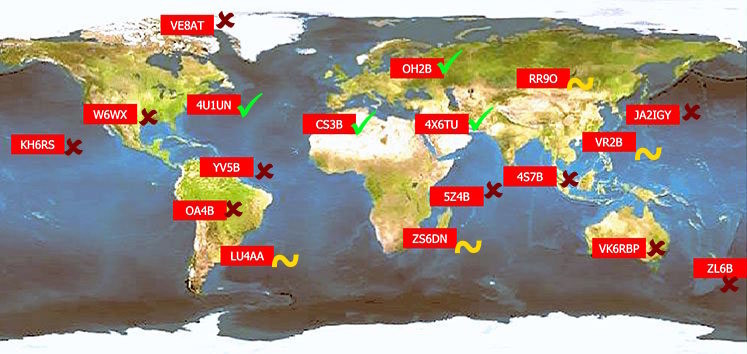 VE8AT
OH2B
RR9O
4U1UN
W6WX
CS3B
4X6TU
JA2IGY
KH6RS
VR2B
YV5B
4S7B
5Z4B
OA4B
ZS6DN
LU4AA
VK6RBP
ZL6B